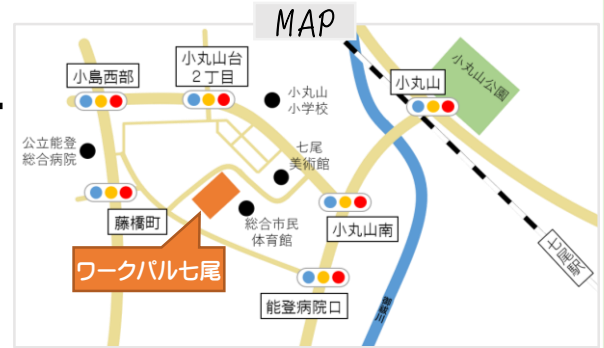 MAP
小島西部
小丸山台
２丁目
小丸山
小学校
小丸山
小丸山公園
公立能登
総合病院
七尾
美術館
藤橋町
総合市民
体育館
小丸山南
ワークパル七尾
能登病院口
御祓川
七尾駅